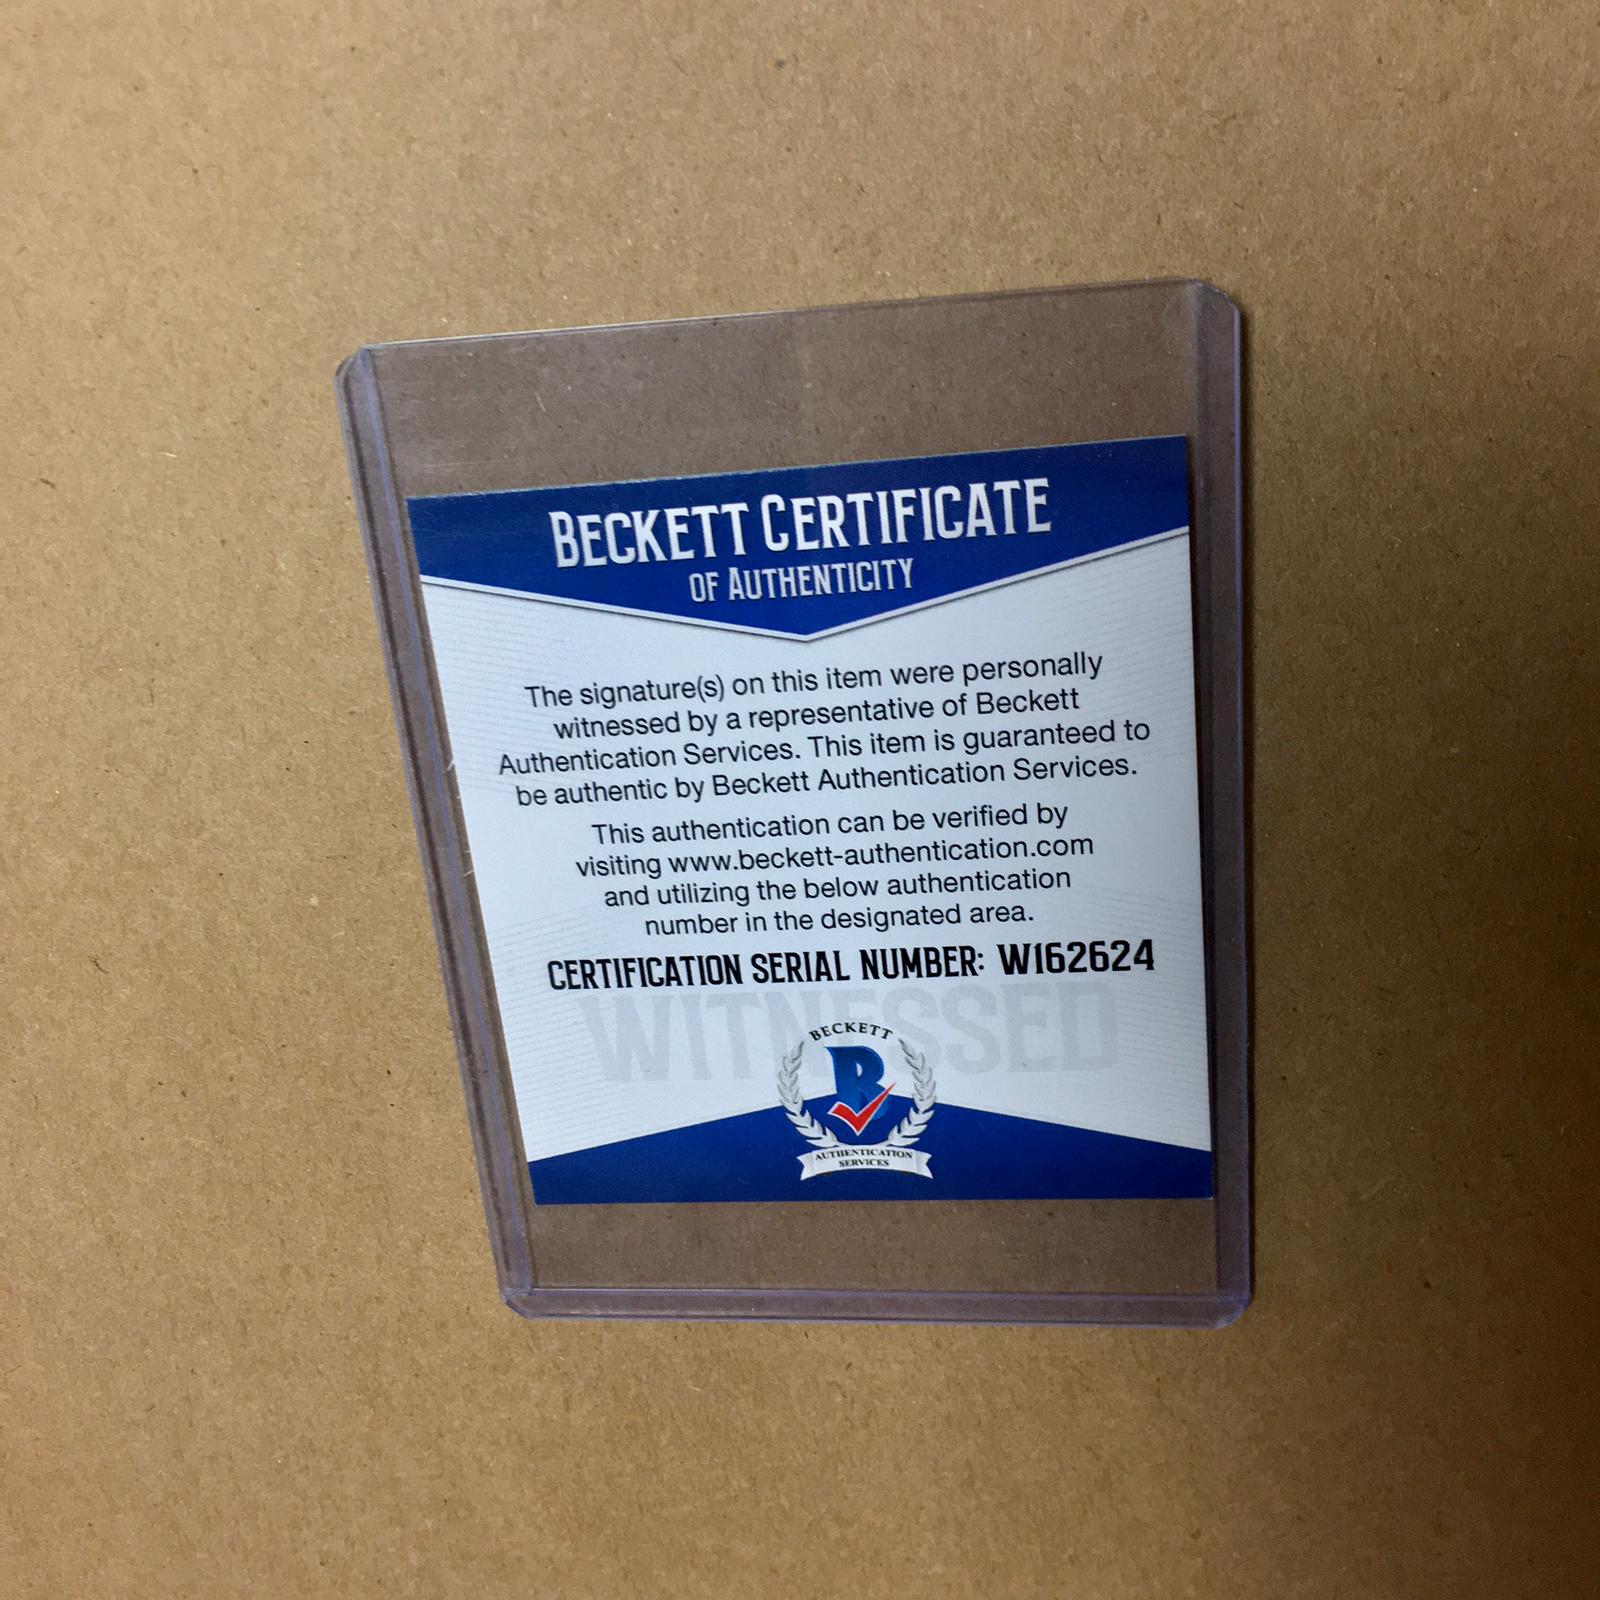 BECKETT CERTIFICATE
OF AUTHENTICITY
The signature(s) on this item were personally
witnessed by a representative of Beckett
Authentication Services. This item is guaranteed to
be authentic by Beckett Authentication Services.
This authentication can be verified by
visiting www.beckett-authentication.com
and utilizing the below authentication
number in the designated area.
CERTIFICATION SERIAL NUMBER: W162624
WITNESSED
BECKETT
B
AUTHENTICATION
SERVICES